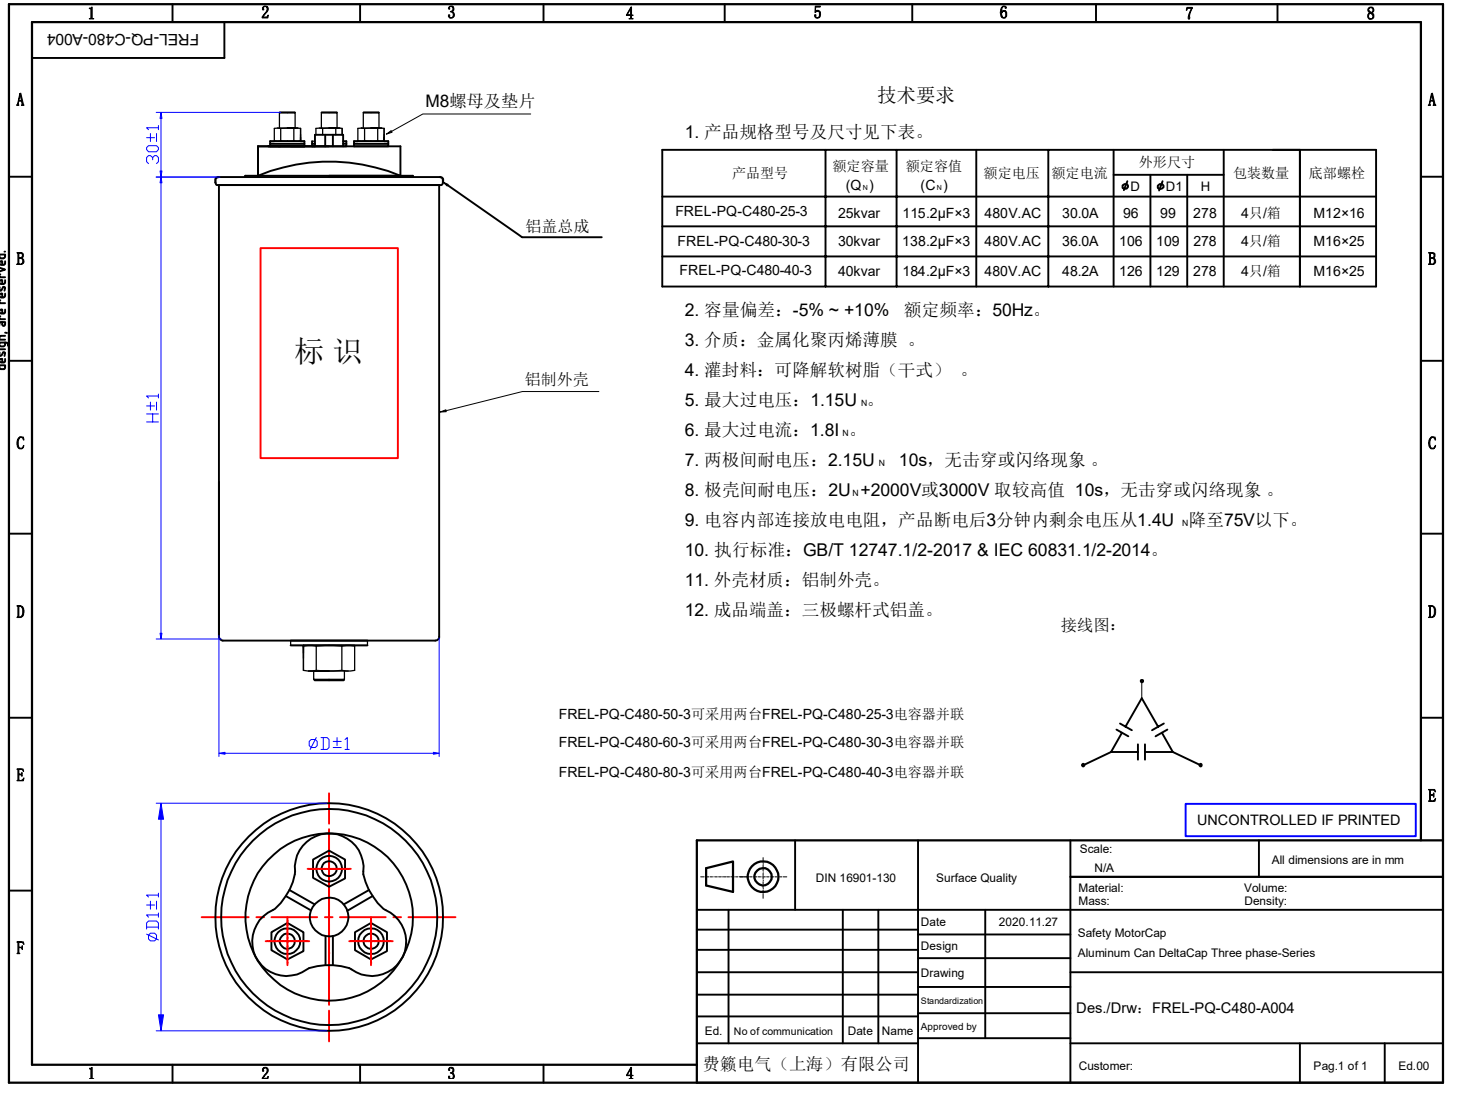 1 2 3 4 5 6 7 8
FREL-PQ-C480-A004
A
B
C
D
E
F
A
B
C
D
E
design, are reserved.
M8螺母及垫片
30±1
铝盖总成
标 识
铝制外壳
H±1
ϕD±1
ϕD1±1
技术要求
1. 产品规格型号及尺寸见下表。
产品型号 额定容量(QN) 额定容值(CN) 额定电压 额定电流 外形尺寸 包装数量 底部螺栓
ϕD ϕD1 H
FREL-PQ-C480-25-3 25kvar 115.2μF×3 480V.AC 30.0A 96 99 278 4只/箱 M12×16
FREL-PQ-C480-30-3 30kvar 138.2μF×3 480V.AC 36.0A 106 109 278 4只/箱 M16×25
FREL-PQ-C480-40-3 40kvar 184.2μF×3 480V.AC 48.2A 126 129 278 4只/箱 M16×25
2. 容量偏差：-5% ~ +10% 额定频率：50Hz。
3. 介质：金属化聚丙烯薄膜 。
4. 灌封料：可降解软树脂（干式） 。
5. 最大过电压：1.15UN。
6. 最大过电流：1.8IN。
7. 两极间耐电压：2.15UN 10s，无击穿或闪络现象 。
8. 极壳间耐电压：2UN+2000V或3000V 取较高值 10s，无击穿或闪络现象 。
9. 电容内部连接放电电阻，产品断电后3分钟内剩余电压从1.4U N降至75V以下。
10. 执行标准：GB/T 12747.1/2-2017 & IEC 60831.1/2-2014。
11. 外壳材质：铝制外壳。
12. 成品端盖：三极螺杆式铝盖。
接线图：
FREL-PQ-C480-50-3可采用两台FREL-PQ-C480-25-3电容器并联
FREL-PQ-C480-60-3可采用两台FREL-PQ-C480-30-3电容器并联
FREL-PQ-C480-80-3可采用两台FREL-PQ-C480-40-3电容器并联
UNCONTROLLED IF PRINTED
DIN 16901-130
Surface Quality
Scale:
N/A
All dimensions are in mm
Material:
Mass:
Volume:
Density:
Date 2020.11.27
Design
Drawing
Standardization
Approved by
Safety MotorCap
Aluminum Can DeltaCap Three phase-Series
Des./Drw：FREL-PQ-C480-A004
Ed. No of communication Date Name
费籁电气（上海）有限公司
Customer:
Pag.1 of 1
Ed.00
1 2 3 4